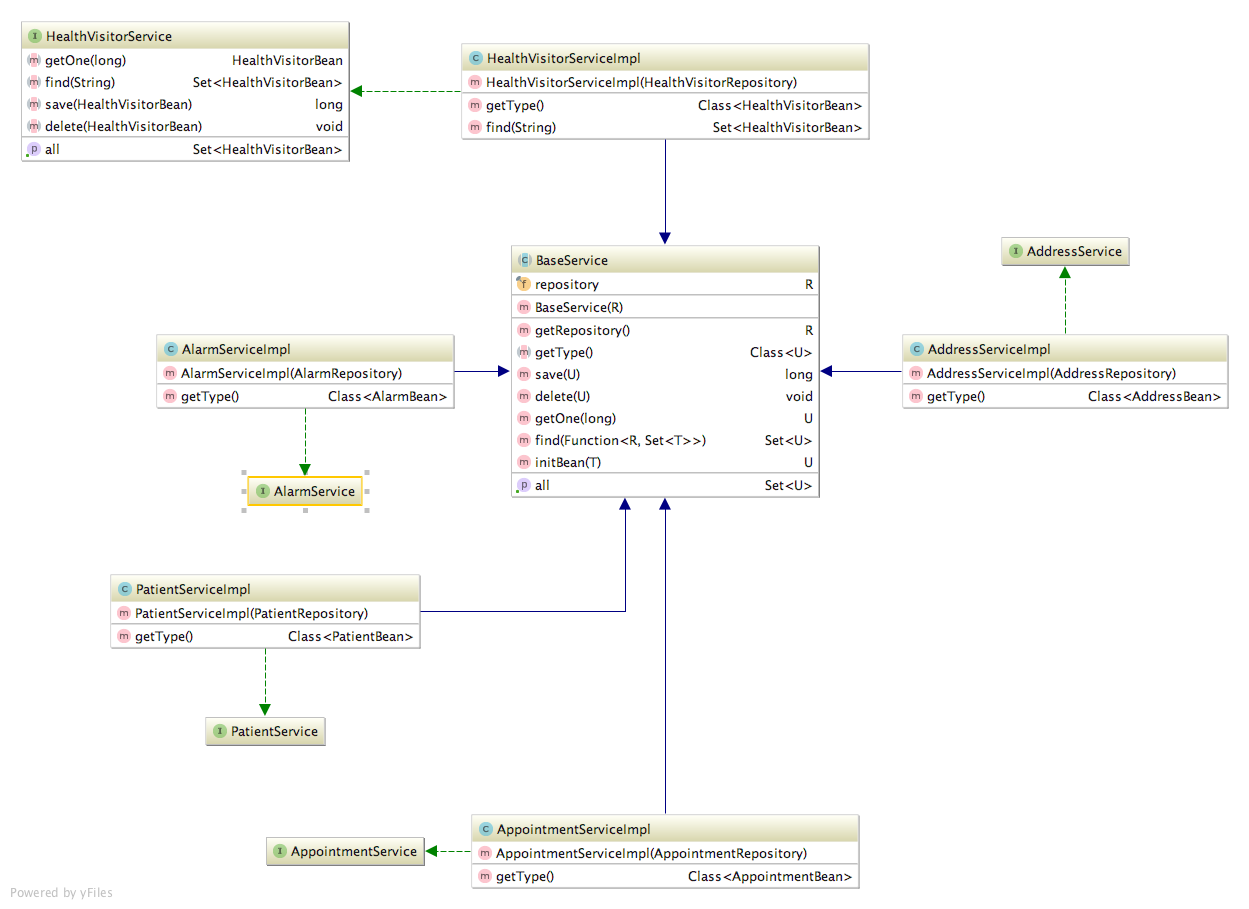 I HealthVisitorService
m getOne(long) HealthVisitorBean
m find(String) Set<HealthVisitorBean>
m save(HealthVisitorBean) long
m delete(HealthVisitorBean) void
p all Set<HealthVisitorBean>
C HealthVisitorServiceImpl
m HealthVisitorServiceImpl(HealthVisitorRepository)
m getType() Class<HealthVisitorBean>
m find(String) Set<HealthVisitorBean>
C BaseService
f repository R
m BaseService(R)
m getRepository() R
m getType() Class<U>
m save(U) long
m delete(U) void
m getOne(long) U
m find(Function<R, Set<T>>) Set<U>
m initBean(T) U
p all Set<U>
I AddressService
C AddressServiceImpl
m AddressServiceImpl(AddressRepository)
m getType() Class<AddressBean>
C AlarmServiceImpl
m AlarmServiceImpl(AlarmRepository)
m getType() Class<AlarmBean>
I AlarmService
C PatientServiceImpl
m PatientServiceImpl(PatientRepository)
m getType() Class<PatientBean>
I PatientService
I AppointmentService
C AppointmentServiceImpl
m AppointmentServiceImpl(AppointmentRepository)
m getType() Class<AppointmentBean>
Powered by yFiles